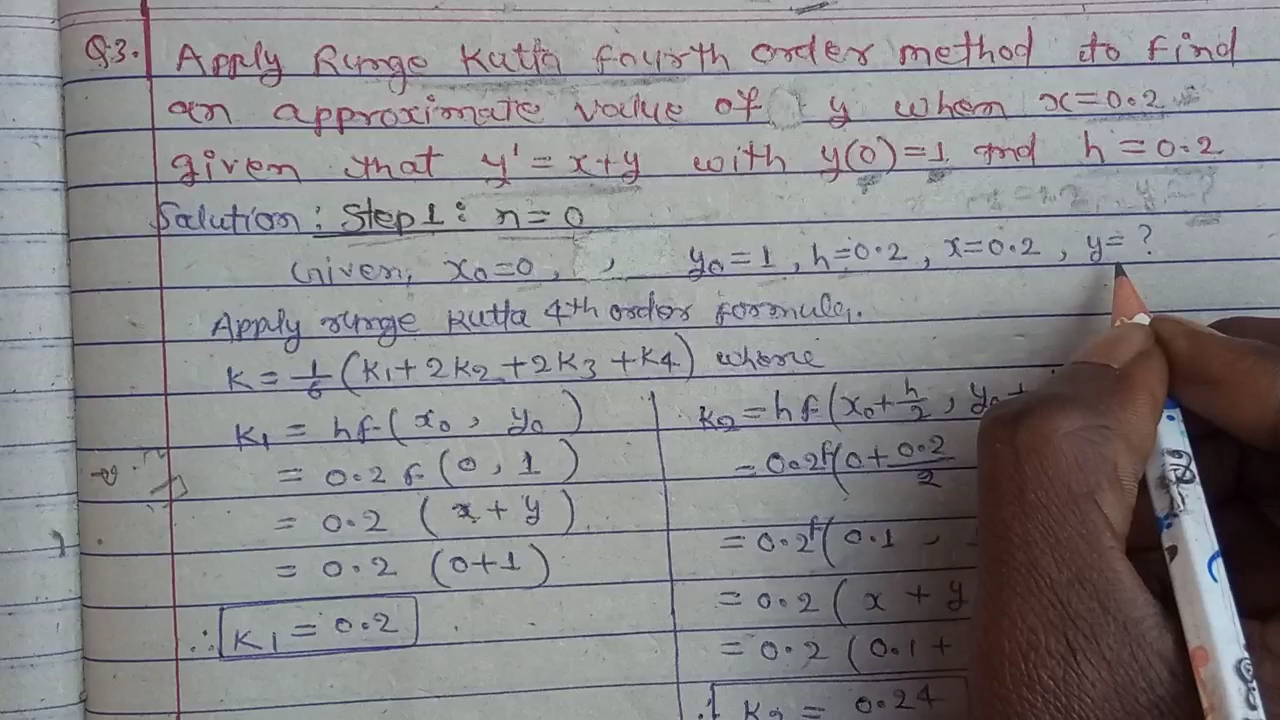 Q3. Apply Runge Kutta fourth order method to find
an approximate value of y when x=0.2
given that y' = x+y with y(0)=1 and h=0.2
Solution: Step1: n=0
Given, x₀=0, , y₀=1, h=0.2, x=0.2, y=?
Apply runge kutta 4th order formula.
K = 1/6 (K₁+2K₂+2K₃+K₄) where
K₁ = hf(x₀, y₀)
= 0.2 f (0, 1)
= 0.2 (x+y)
= 0.2 (0+1)
∴ K₁ = 0.2
K₂ = hf(x₀+h/2, y₀+
= 0.2f(0+0.2/2
= 0.2f(0.1,
= 0.2(x+y
= 0.2(0.1+
∴ K₂ = 0.24